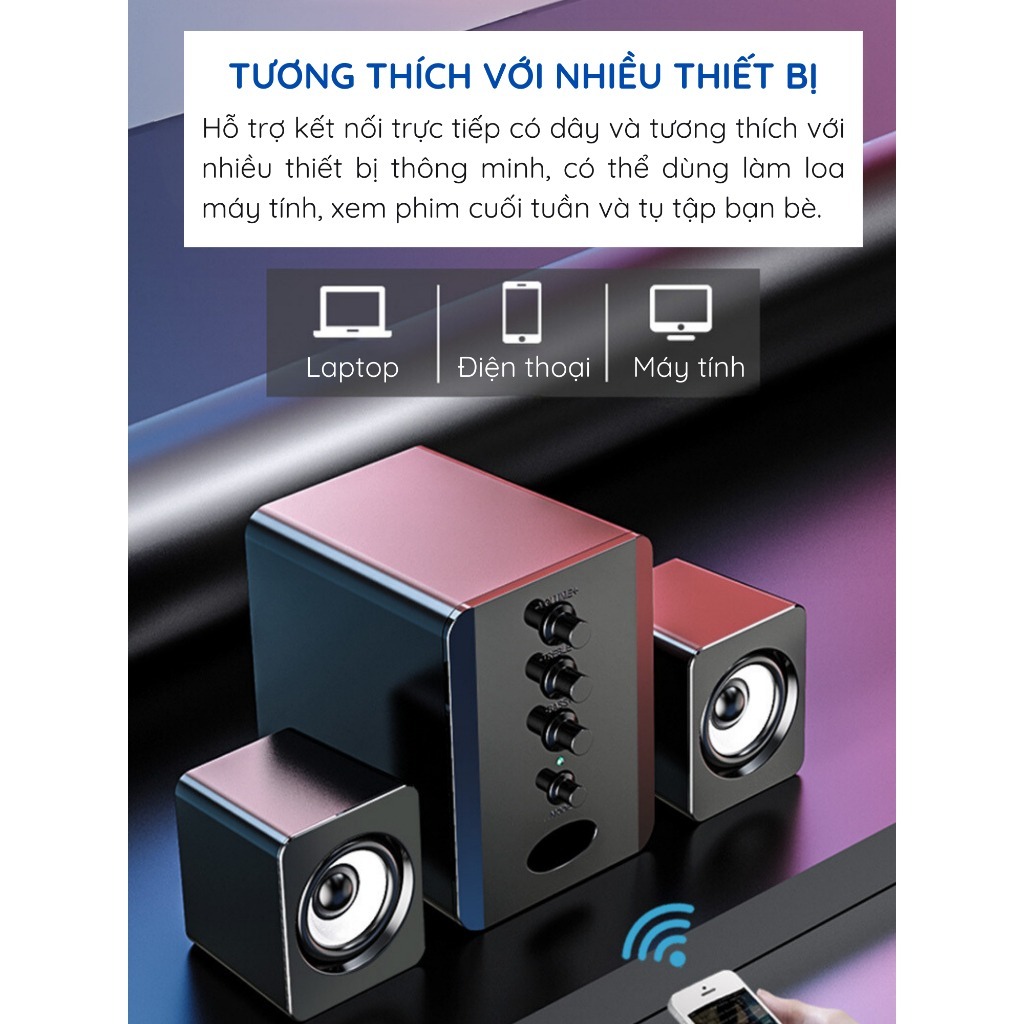 TƯƠNG THÍCH VỚI NHIỀU THIẾT BỊ
Hỗ trợ kết nối trực tiếp có dây và tương thích với
nhiều thiết bị thông minh, có thể dùng làm loa
máy tính, xem phim cuối tuần và tụ tập bạn bè.
Laptop
Điện thoại
Máy tính